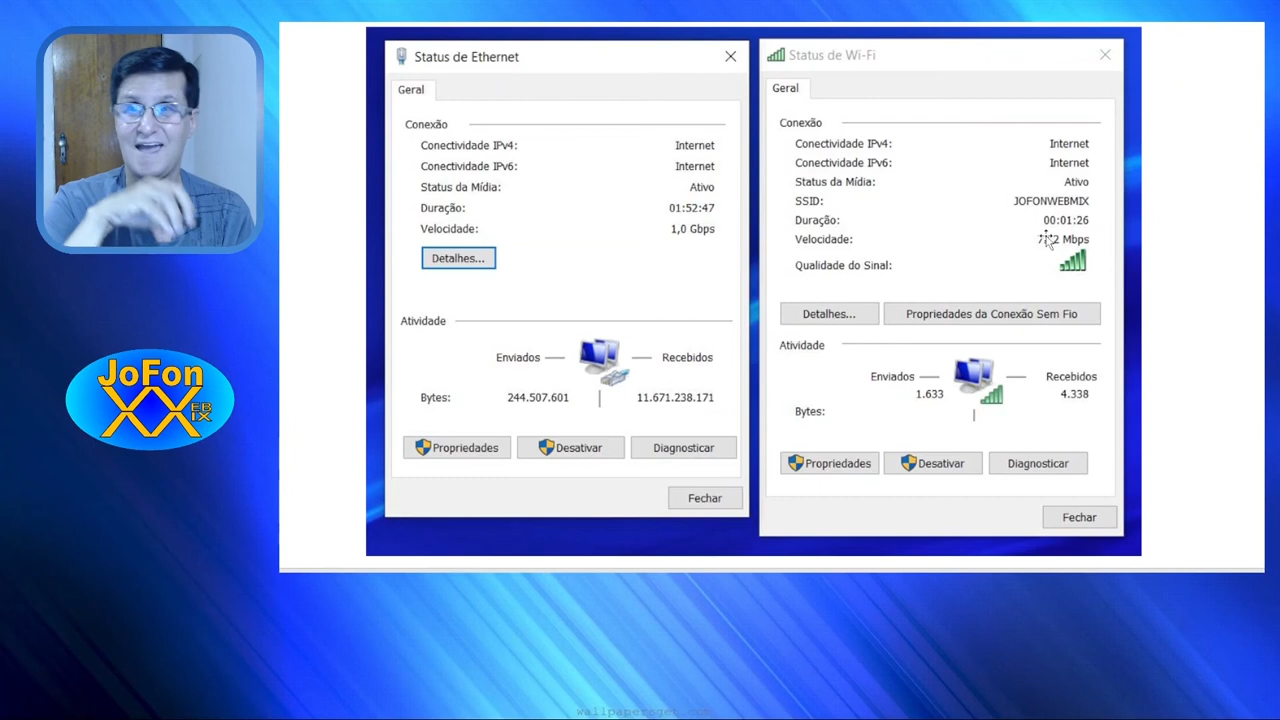 Status de Ethernet
Geral
Conexão
Conectividade IPv4: Internet
Conectividade IPv6: Internet
Status da Mídia: Ativo
Duração: 01:52:47
Velocidade: 1,0 Gbps
Detalhes...
Atividade
Enviados Recebidos
Bytes: 244.507.601 11.671.238.171
Propriedades Desativar Diagnosticar
Fechar
Status de Wi-Fi
Geral
Conexão
Conectividade IPv4: Internet
Conectividade IPv6: Internet
Status da Mídia: Ativo
SSID: JOFONWEBMIX
Duração: 00:01:26
Velocidade: Mbps
Qualidade do Sinal:
Detalhes... Propriedades da Conexão Sem Fio
Atividade
Enviados Recebidos
1.633 4.338
Bytes:
Propriedades Desativar Diagnosticar
Fechar
JoFon
EB
IX